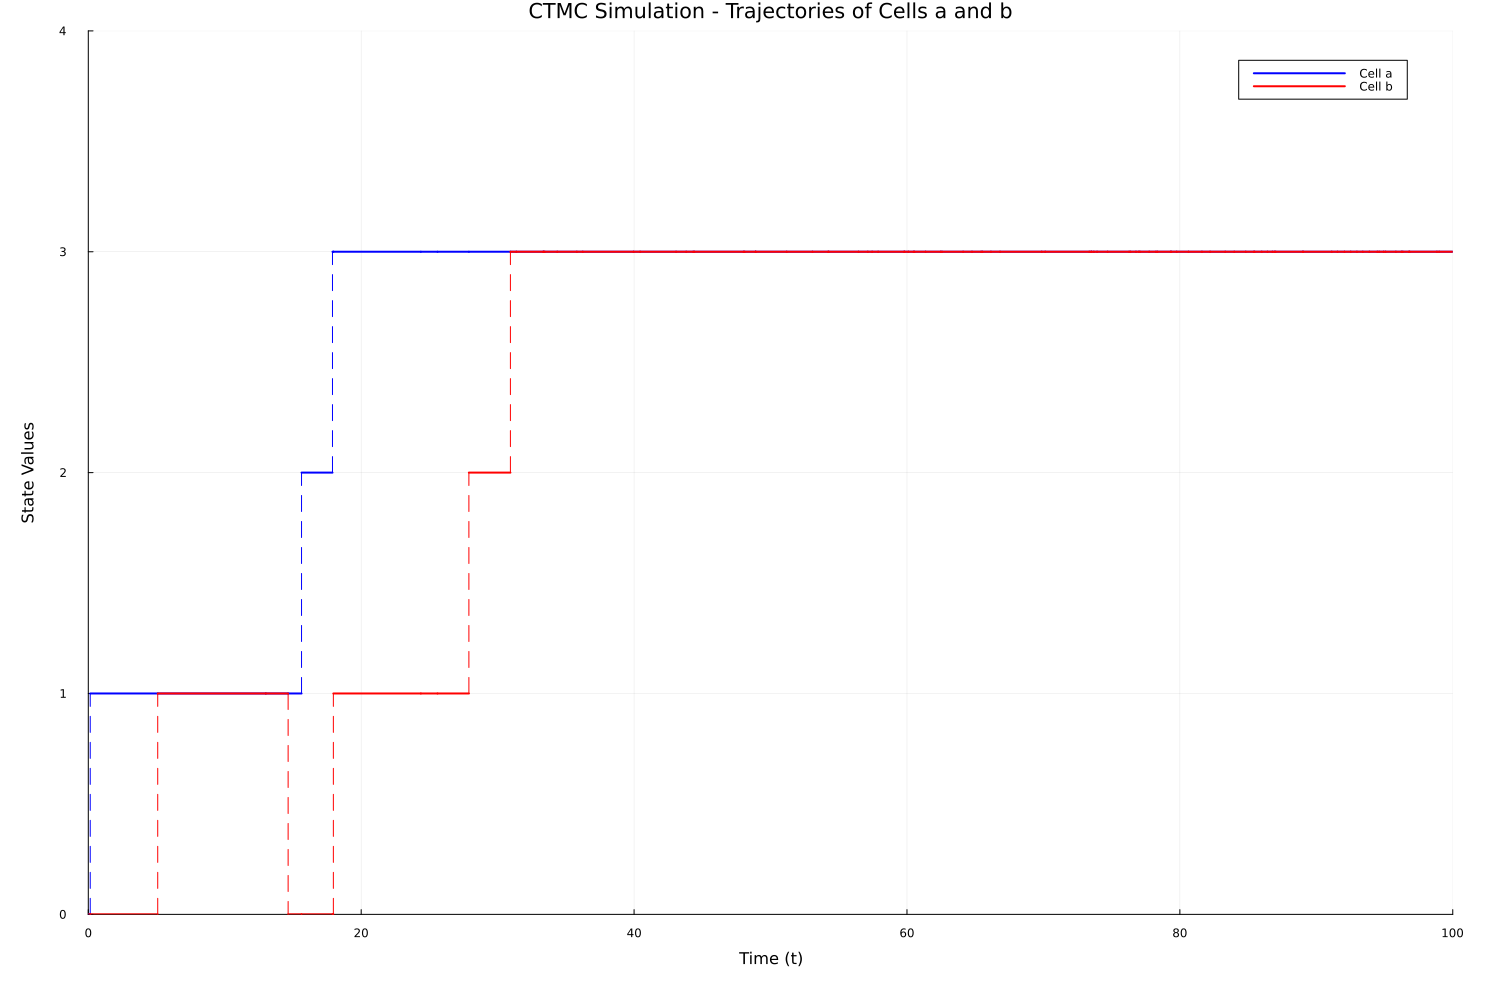 CTMC Simulation - Trajectories of Cells a and b
4
Cell a
Cell b
3
State Values
2
1
0
0 20 40 60 80 100
Time (t)